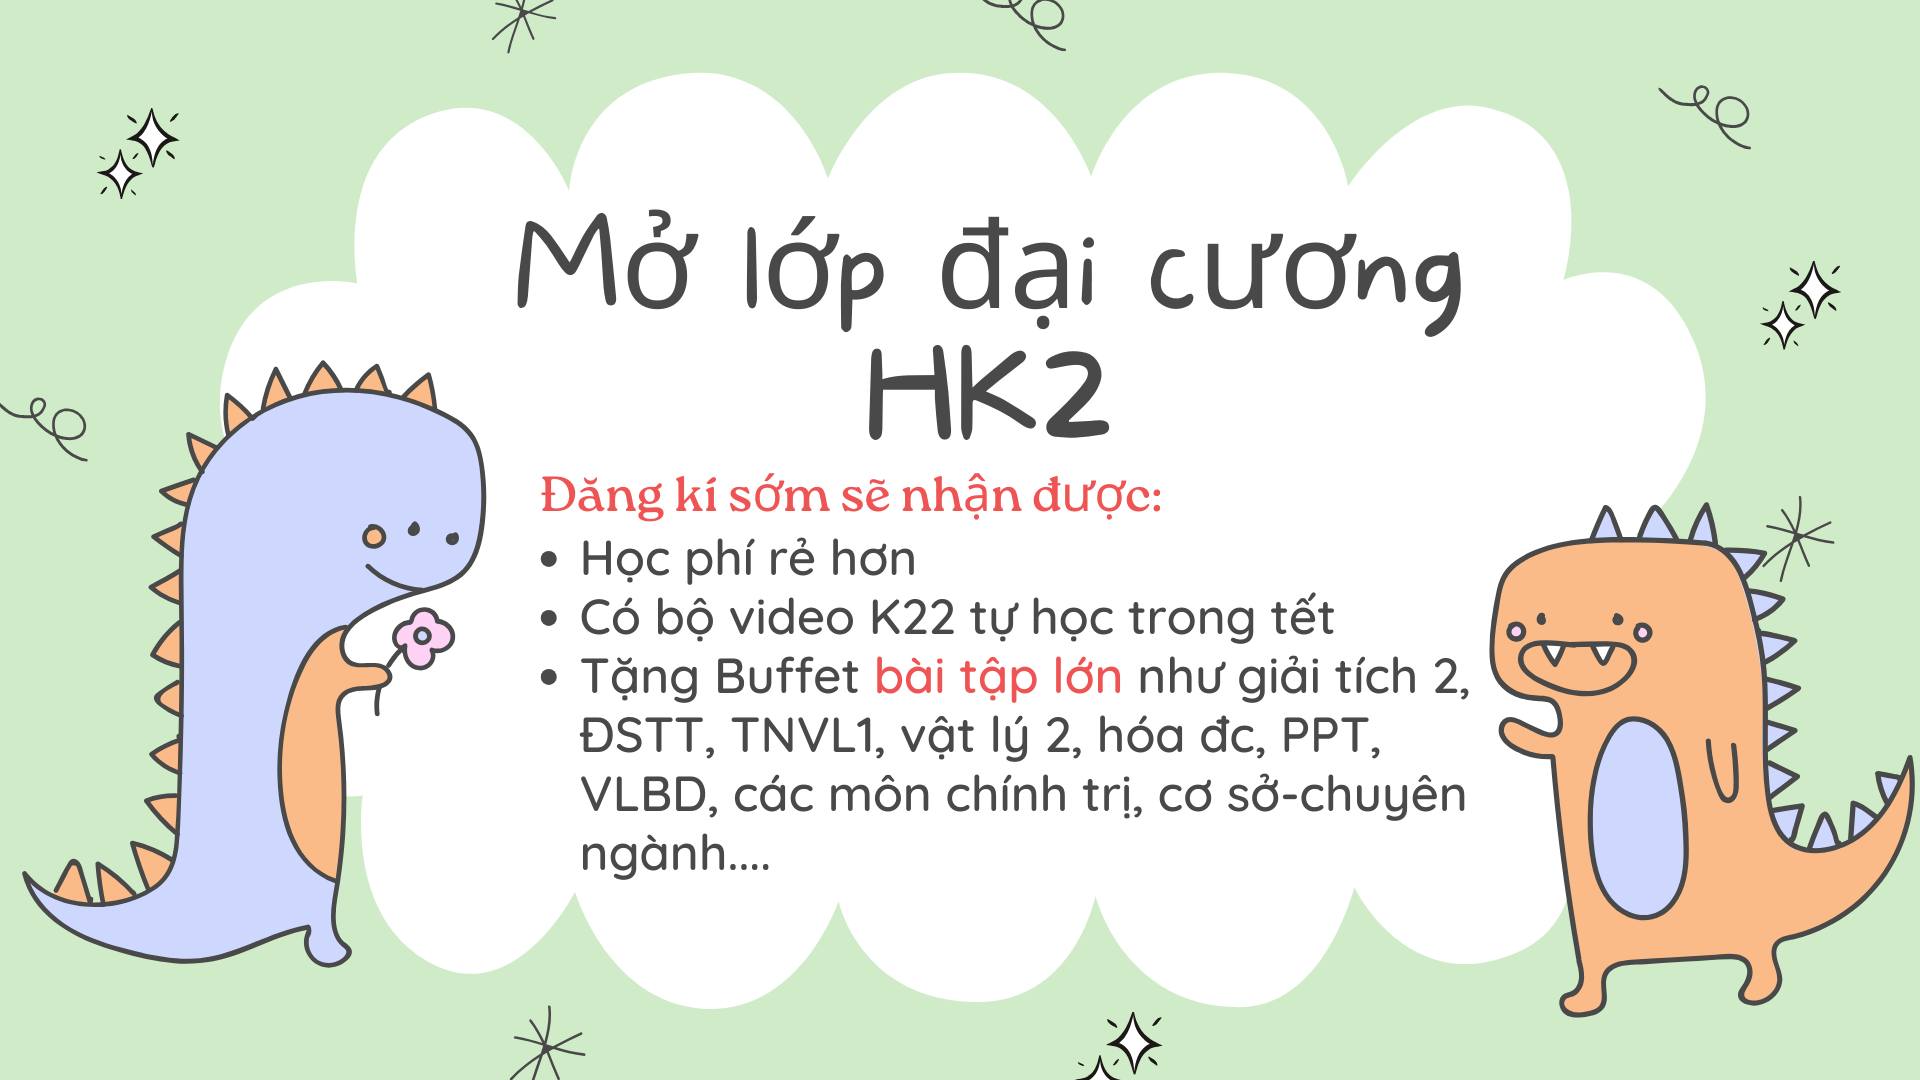 Mở lớp đại cương
HK2
Đăng kí sớm sẽ nhận được:
• Học phí rẻ hơn
• Có bộ video K22 tự học trong tết
• Tặng Buffet bài tập lớn như giải tích 2,
ĐSTT, TNVL1, vật lý 2, hóa đc, PPT,
VLBD, các môn chính trị, cơ sở-chuyên
ngành....